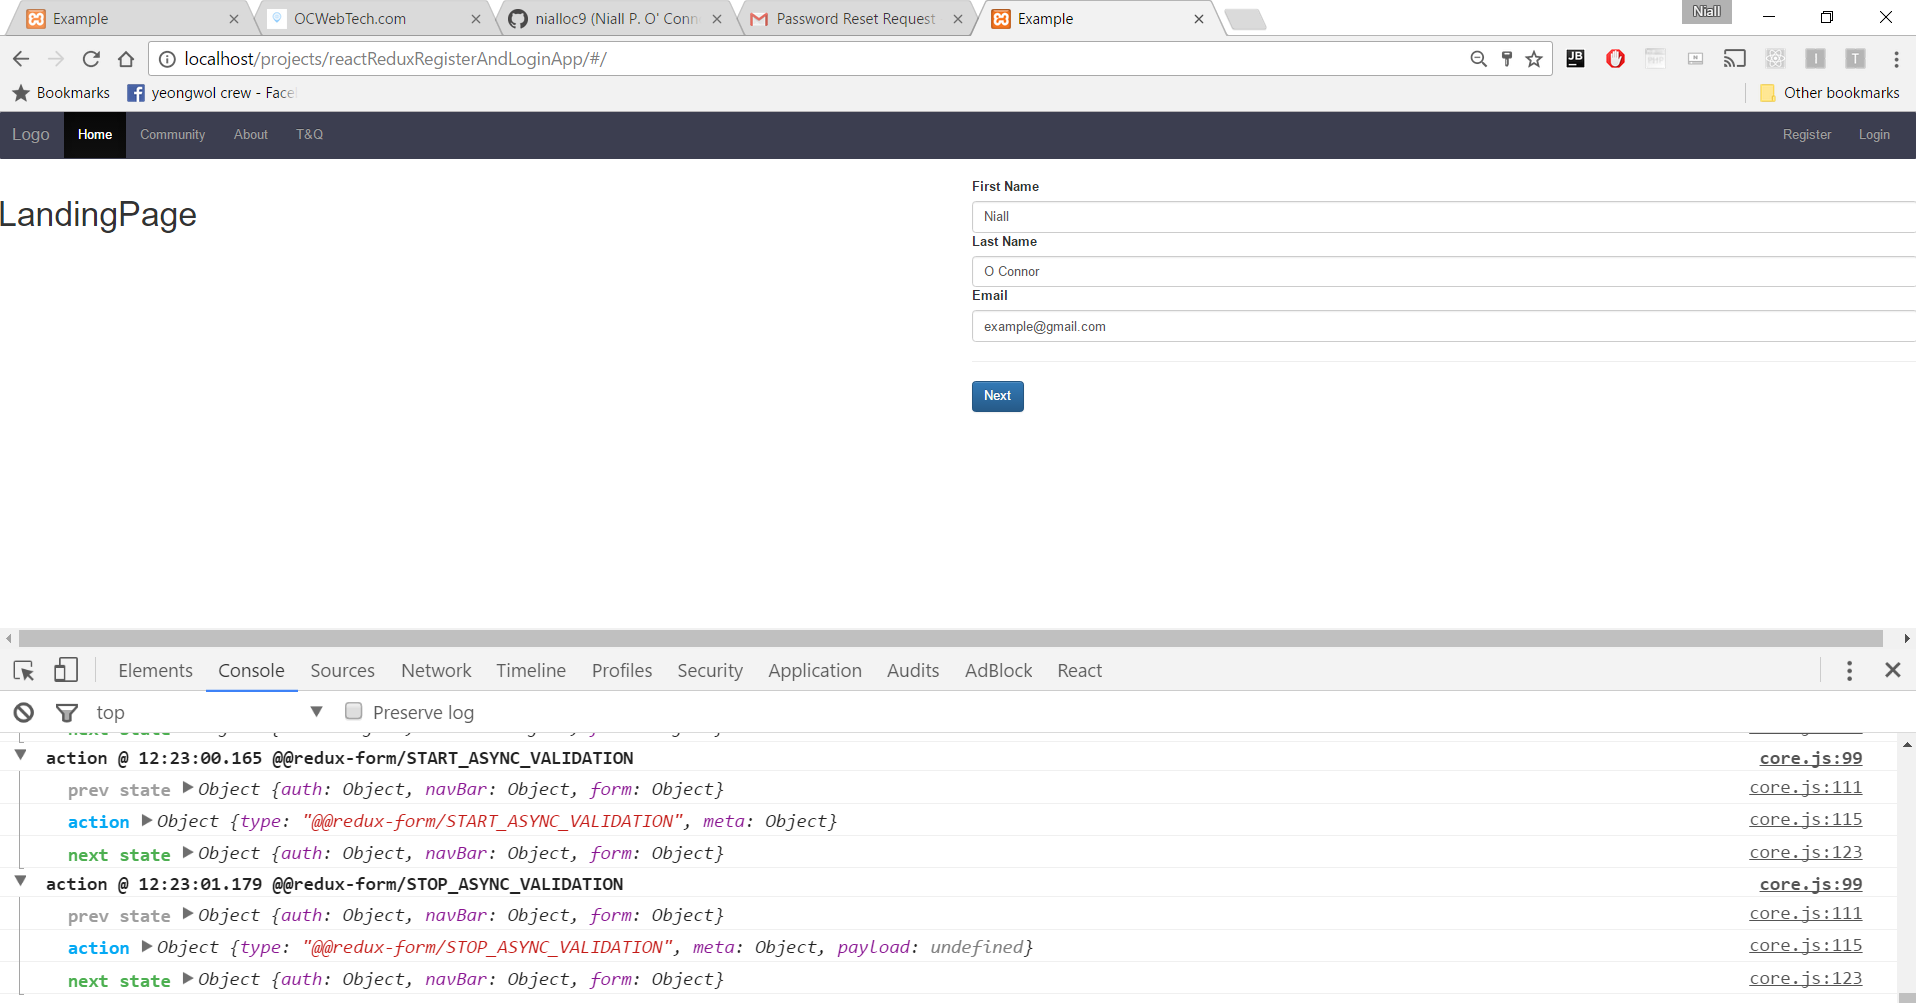 Example
OCWebTech.com
nialloc9 (Niall P. O' Conn
Password Reset Request
Example
Niall
localhost/projects/reactReduxRegisterAndLoginApp/#/
JB
I
T
Bookmarks
yeongwol crew - Face
Other bookmarks
Logo
Home
Community
About
T&Q
Register
Login
LandingPage
First Name
Niall
Last Name
O Connor
Email
example@gmail.com
Next
Elements
Console
Sources
Network
Timeline
Profiles
Security
Application
Audits
AdBlock
React
top
Preserve log
action @ 12:23:00.165 @@redux-form/START_ASYNC_VALIDATION core.js:99
prev state Object {auth: Object, navBar: Object, form: Object} core.js:111
action Object {type: "@@redux-form/START_ASYNC_VALIDATION", meta: Object} core.js:115
next state Object {auth: Object, navBar: Object, form: Object} core.js:123
action @ 12:23:01.179 @@redux-form/STOP_ASYNC_VALIDATION core.js:99
prev state Object {auth: Object, navBar: Object, form: Object} core.js:111
action Object {type: "@@redux-form/STOP_ASYNC_VALIDATION", meta: Object, payload: undefined} core.js:115
next state Object {auth: Object, navBar: Object, form: Object} core.js:123